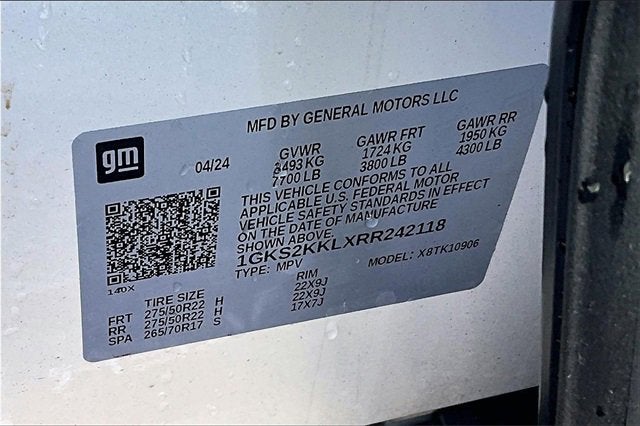 MFD BY GENERAL MOTORS LLC
gm
04/24
GVWR GAWR FRT GAWR RR
3493 KG 1724 KG 1950 KG
7700 LB 3800 LB 4300 LB
THIS VEHICLE CONFORMS TO ALL
APPLICABLE U.S. FEDERAL MOTOR
VEHICLE SAFETY STANDARDS IN EFFECT
ON THE DATE OF MANUFACTURE
SHOWN ABOVE.
1GKS2KKLXRR242118
TYPE: MPV MODEL: X8TK10906
140X
TIRE SIZE RIM
FRT 275/50R22 H 22X9J
RR 275/50R22 H 22X9J
SPA 265/70R17 S 17X7J